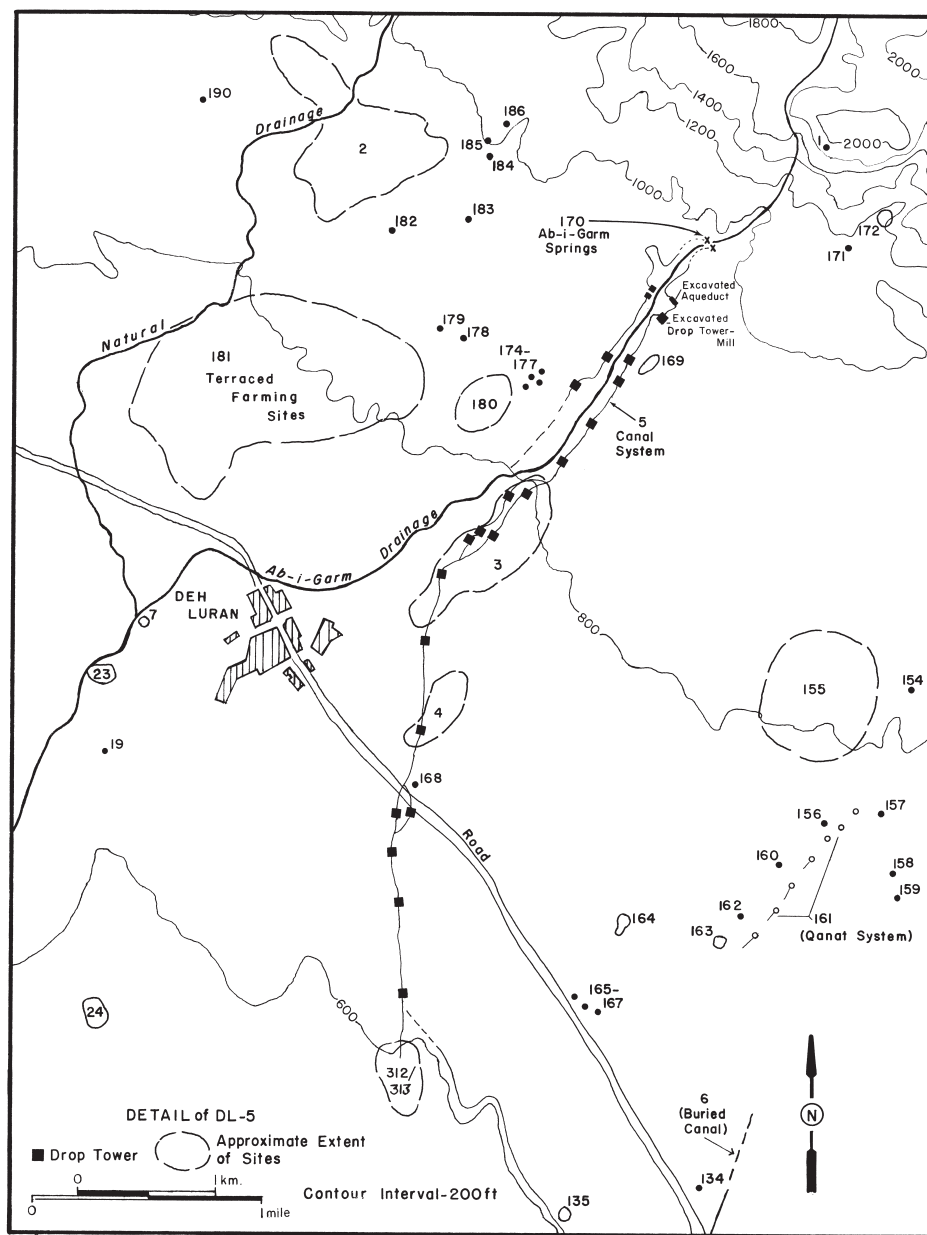 1800
2000
1600
1400
1200
190
Drainage
186
185
184
2
1
2000
1000
170
Ab-i-Garm
Springs
183
182
172
171
Excavated
Aqueduct
Excavated
Drop Tower-
Mill
Natural
179
178
174-
177
181
Terraced
Farming
Sites
169
180
5
Canal
System
Drainage
Ab-i-Garm
3
DEH
LURAN
7
800
23
155
154
4
19
168
Road
156
157
160
158
159
162
161
(Qanat System)
164
163
165-
167
600
24
312/
313
6
(Buried
Canal)
N
DETAIL of DL-5
Drop Tower
Approximate Extent
of Sites
134
0 1 km.
Contour Interval-200ft
0 1 mile
135